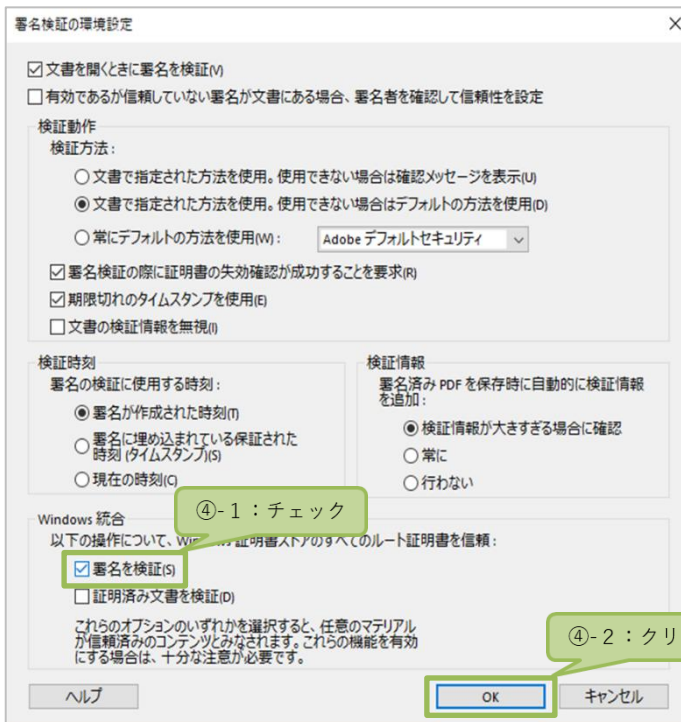 署名検証の環境設定
文書を開くときに署名を検証(V)
有効であるが信頼していない署名が文書にある場合、署名者を確認して信頼性を設定
検証動作
検証方法:
文書で指定された方法を使用。使用できない場合は確認メッセージを表示(U)
文書で指定された方法を使用。使用できない場合はデフォルトの方法を使用(D)
常にデフォルトの方法を使用(W): Adobe デフォルトセキュリティ
署名検証の際に証明書の失効確認が成功することを要求(R)
期限切れのタイムスタンプを使用(E)
文書の検証情報を無視(I)
検証時刻
署名の検証に使用する時刻:
署名が作成された時刻(T)
署名に埋め込まれている保証された
時刻 (タイムスタンプ)(S)
現在の時刻(C)
検証情報
署名済み PDF を保存時に自動的に検証情報
を追加:
検証情報が大きすぎる場合に確認
常に
行わない
④-1:チェック
Windows 統合
以下の操作について、Windows 証明書ストアのすべてのルート証明書を信頼:
署名を検証(S)
証明済み文書を検証(D)
これらのオプションのいずれかを選択すると、任意のマテリアル
が信頼済みのコンテンツとみなされます。これらの機能を有効
にする場合は、十分な注意が必要です。
④-2:クリ
ヘルプ OK キャンセル